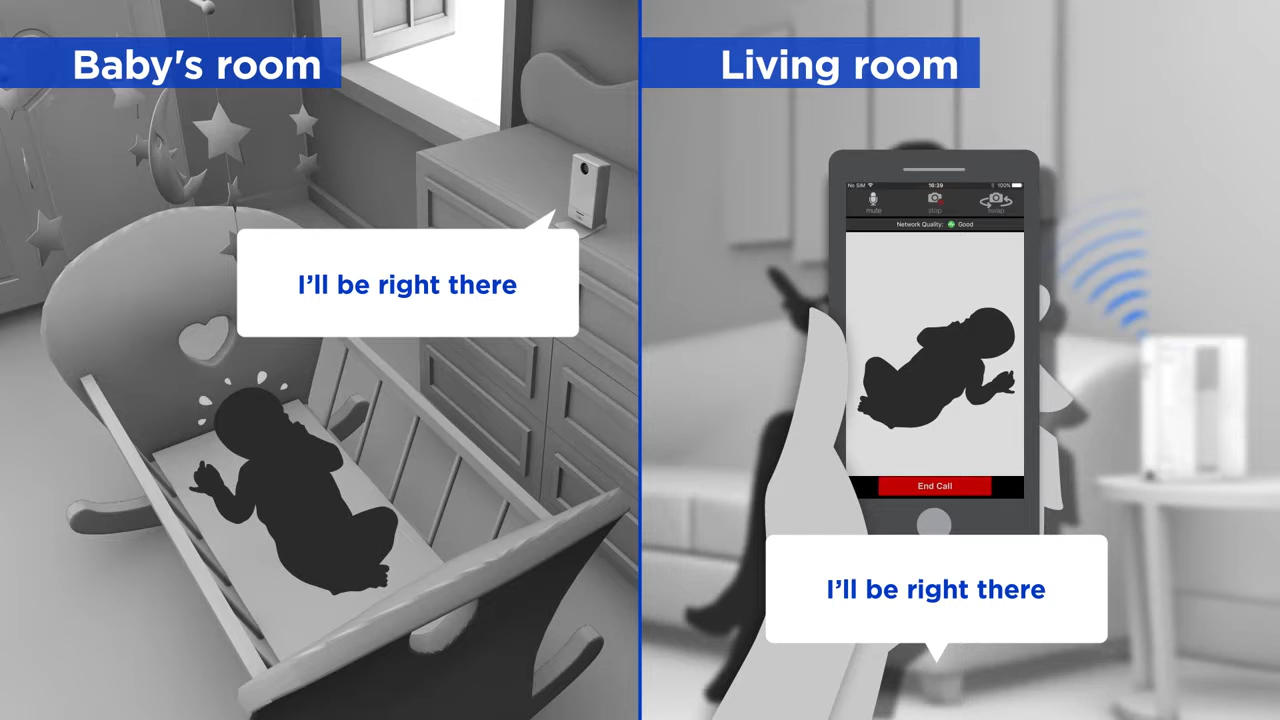 Baby's room
I'll be right there
Living room
No SIM 16:39 100%
mute stop swap
Network Quality: Good
End Call
I'll be right there